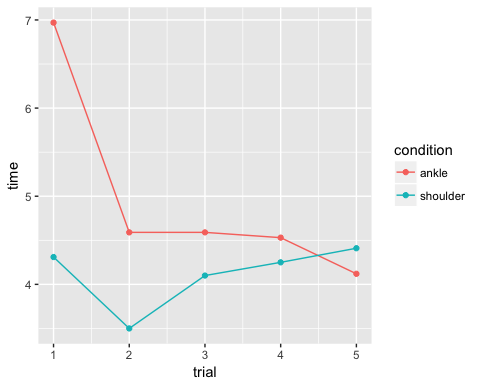 7
6
5
4
time
1 2 3 4 5
trial
condition
ankle
shoulder